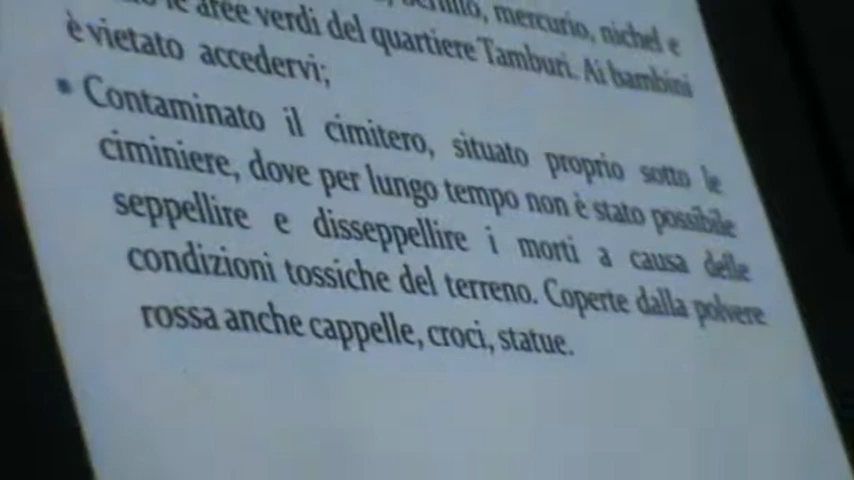 le aree verdi del quartiere Tamburi. Ai bambini
mercurio, nichel e
è vietato accedervi;
• Contaminato il cimitero, situato proprio sotto le
ciminiere, dove per lungo tempo non è stato possibile
seppellire e disseppellire i morti a causa delle
condizioni tossiche del terreno. Coperte dalla polvere
rossa anche cappelle, croci, statue.